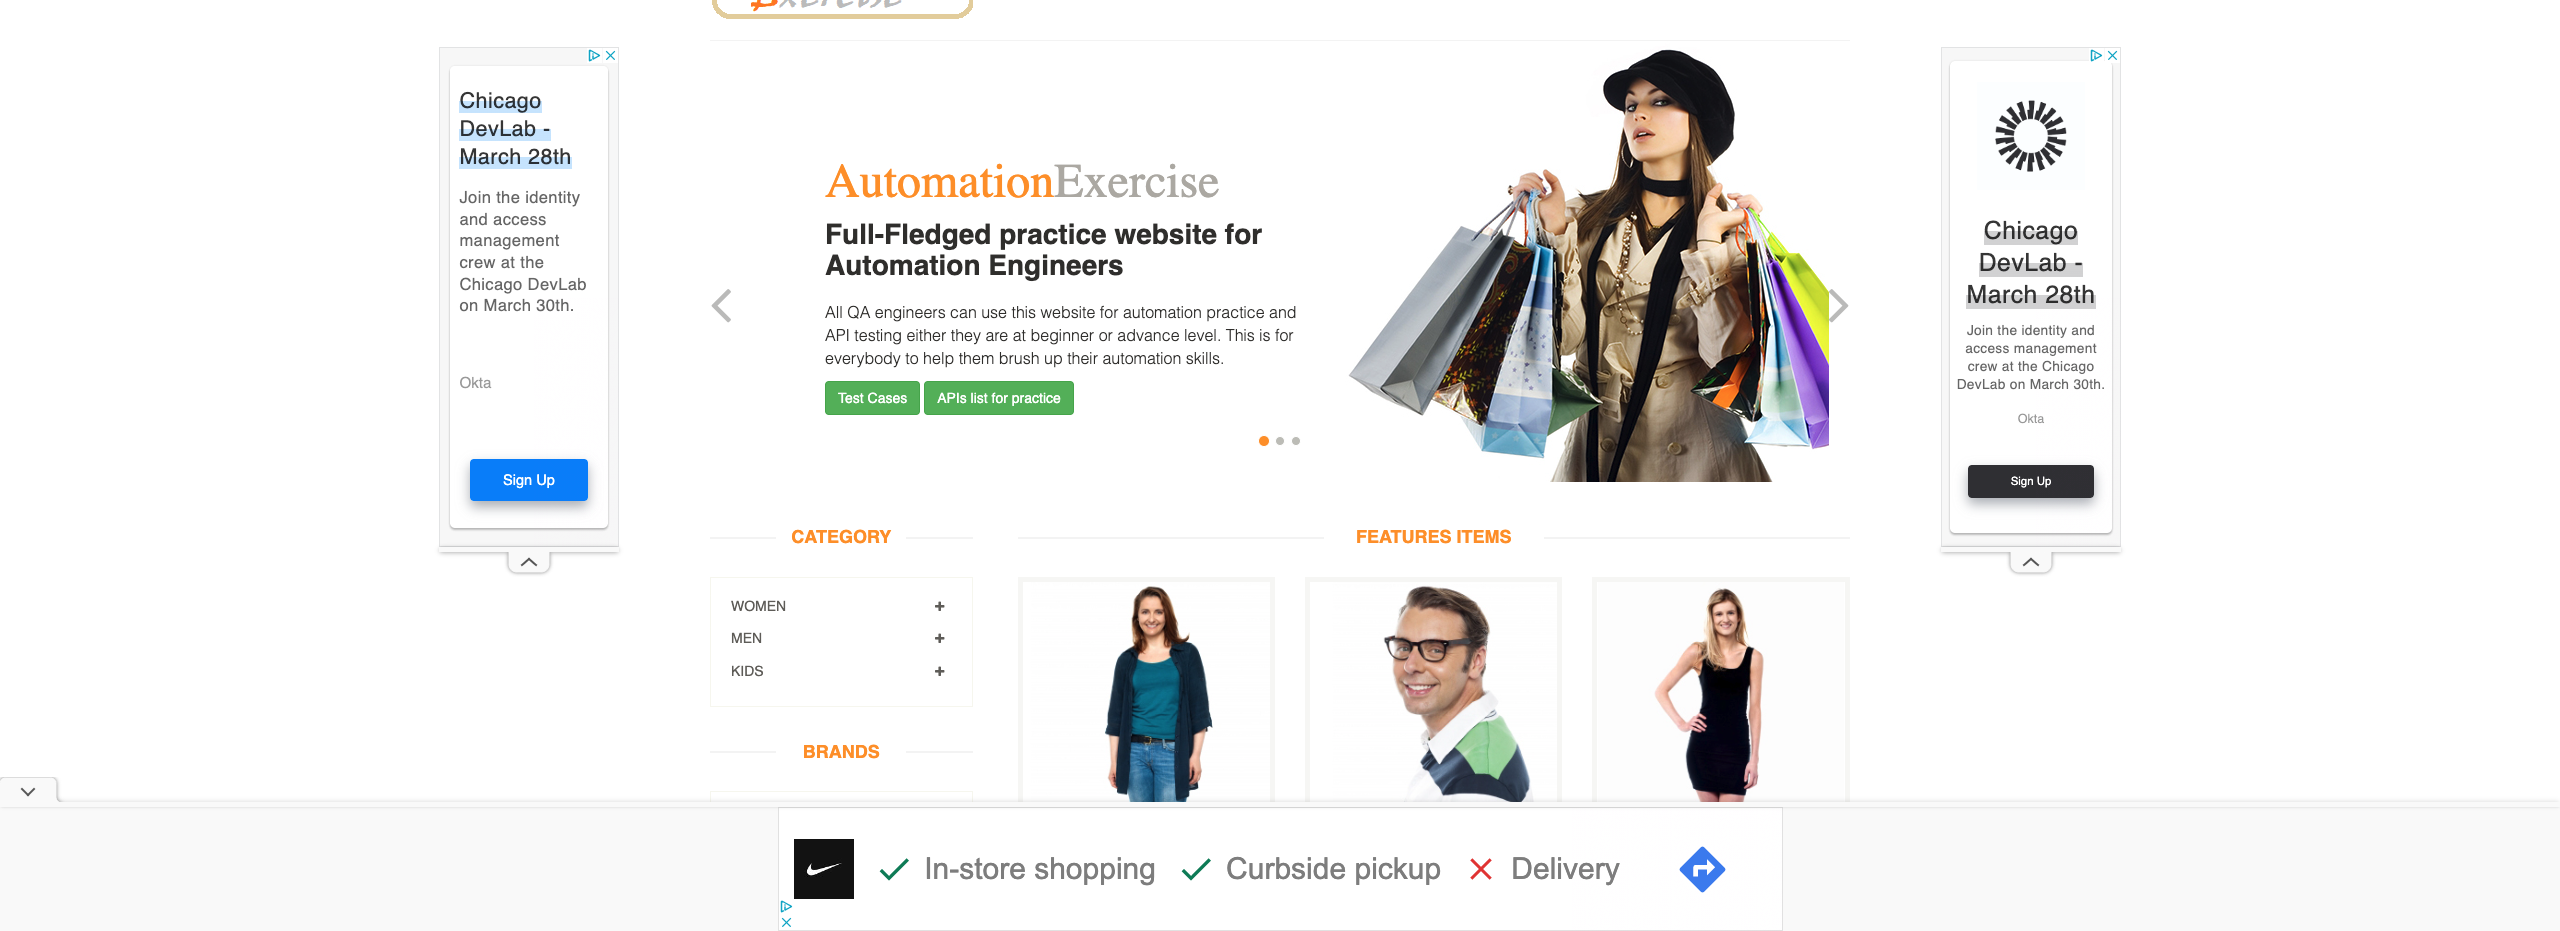 Exercise
Chicago
DevLab -
March 28th
Join the identity
and access
management
crew at the
Chicago DevLab
on March 30th.
Okta
Sign Up
AutomationExercise
Full-Fledged practice website for
Automation Engineers
All QA engineers can use this website for automation practice and
API testing either they are at beginner or advance level. This is for
everybody to help them brush up their automation skills.
Test Cases
APIs list for practice
Chicago
DevLab -
March 28th
Join the identity and
access management
crew at the Chicago
DevLab on March 30th.
Okta
Sign Up
CATEGORY
WOMEN
MEN
KIDS
BRANDS
FEATURES ITEMS
In-store shopping
Curbside pickup
Delivery